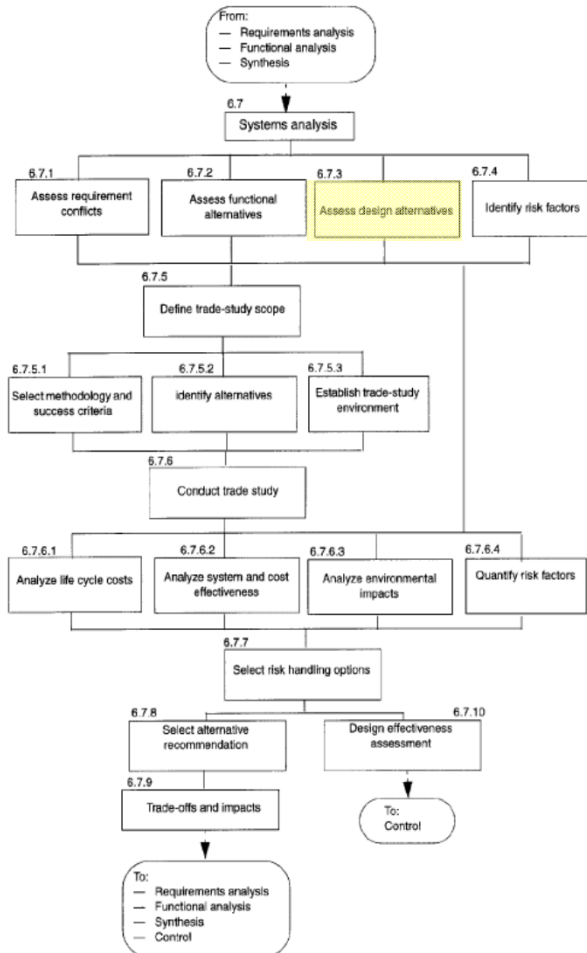 From:
— Requirements analysis
— Functional analysis
— Synthesis
6.7
Systems analysis
6.7.1
Assess requirement
conflicts
6.7.2
Assess functional
alternatives
6.7.3
Assess design alternatives
6.7.4
Identify risk factors
6.7.5
Define trade-study scope
6.7.5.1
Select methodology and
success criteria
6.7.5.2
identify alternatives
6.7.5.3
Establish trade-study
environment
6.7.6
Conduct trade study
6.7.6.1
Analyze life cycle costs
6.7.6.2
Analyze system and cost
effectiveness
6.7.6.3
Analyze environmental
impacts
6.7.6.4
Quantify risk factors
6.7.7
Select risk handling options
6.7.8
Select alternative
recommendation
6.7.10
Design effectiveness
assessment
6.7.9
Trade-offs and impacts
To:
Control
To:
— Requirements analysis
— Functional analysis
— Synthesis
— Control